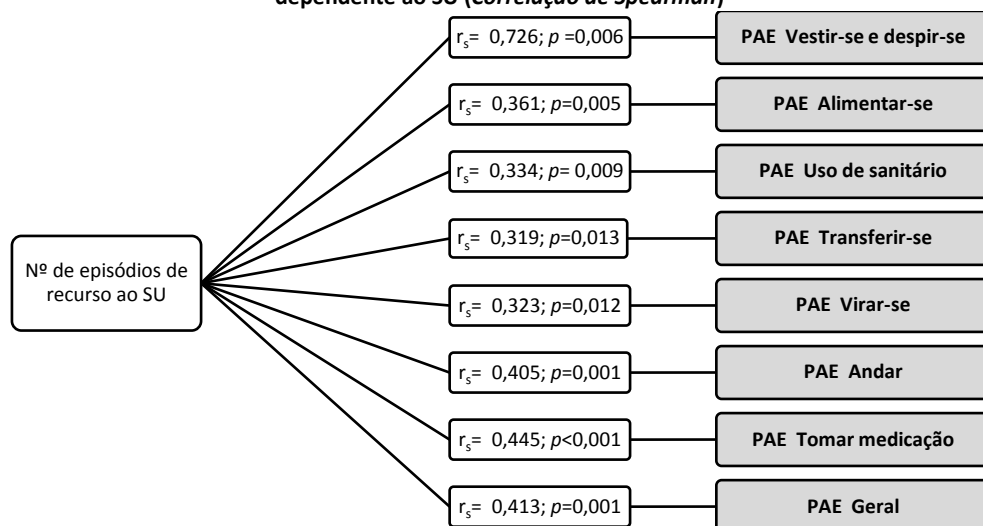 dependente ao SU (Correlação de Spearman)
rs= 0,726; p =0,006 PAE Vestir-se e despir-se
rs= 0,361; p=0,005 PAE Alimentar-se
rs= 0,334; p= 0,009 PAE Uso de sanitário
rs= 0,319; p=0,013 PAE Transferir-se
Nº de episódios de
recurso ao SU
rs= 0,323; p=0,012 PAE Virar-se
rs= 0,405; p=0,001 PAE Andar
rs= 0,445; p<0,001 PAE Tomar medicação
rs= 0,413; p=0,001 PAE Geral